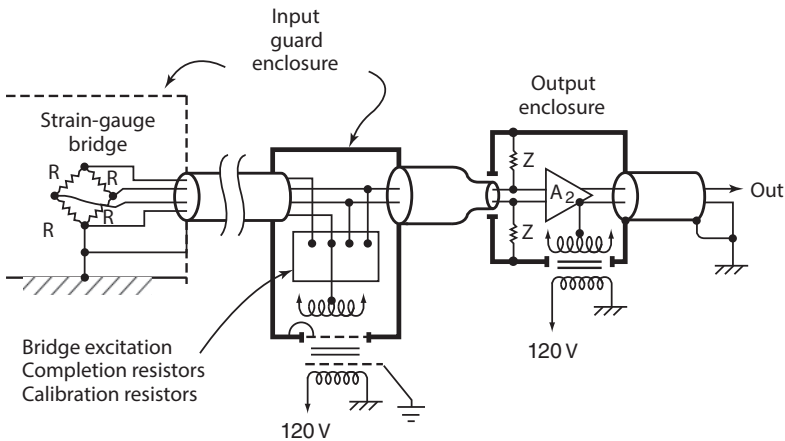 Input
guard
enclosure
Output
enclosure
Strain-gauge
bridge
R
R
R
R
Z
A2
Out
Z
Bridge excitation
Completion resistors
Calibration resistors
120 V
120 V